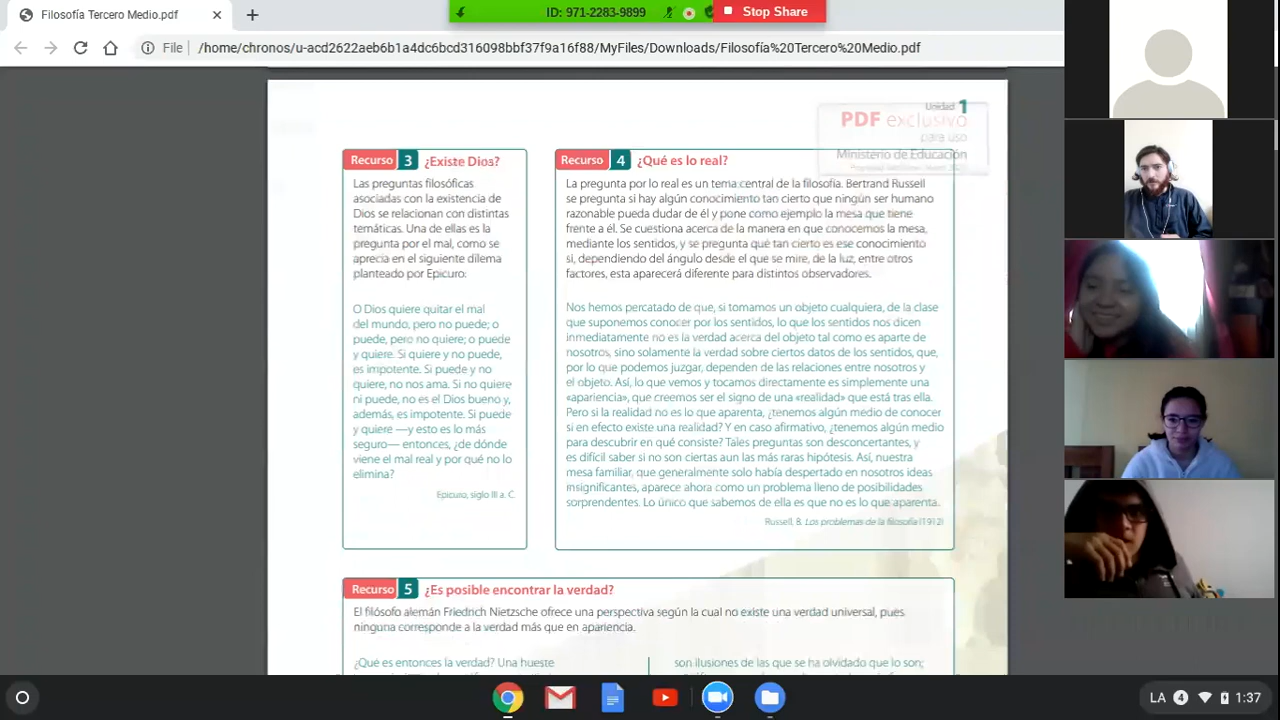 Filosofía Tercero Medio.pdf
ID: 971-2283-9899
Stop Share
File
/home/chronos/u-acd2622aeb6b1a4dc6bcd316098bbf37f9a16f88/MyFiles/Downloads/Filosofía%20Tercero%20Medio.pdf
Unidad 1
PDF exclusivo
para uso
Ministerio de Educación
Recurso 3 ¿Existe Dios?
Las preguntas filosóficas
asociadas con la existencia de
Dios se relacionan con distintas
temáticas. Una de ellas es la
pregunta por el mal, como se
aprecia en el siguiente dilema
planteado por Epicuro:
O Dios quiere quitar el mal
del mundo, pero no puede; o
puede, pero no quiere; o puede
y quiere. Si quiere y no puede,
es impotente. Si puede y no
quiere, no nos ama. Si no quiere
ni puede, no es el Dios bueno y,
además, es impotente. Si puede
y quiere —y esto es lo más
seguro— entonces, ¿de dónde
viene el mal real y por qué no lo
elimina?
Epicuro, siglo III a. C.
Recurso 4 ¿Qué es lo real?
La pregunta por lo real es un tema central de la filosofía. Bertrand Russell
se pregunta si hay algún conocimiento tan cierto que ningún ser humano
razonable pueda dudar de él y pone como ejemplo la mesa que tiene
frente a él. Se cuestiona acerca de la manera en que conocemos la mesa,
mediante los sentidos, y se pregunta qué tan cierto es ese conocimiento
si, dependiendo del ángulo desde el que se mire, de la luz, entre otros
factores, esta aparecerá diferente para distintos observadores.
Nos hemos percatado de que, si tomamos un objeto cualquiera, de la clase
que suponemos conocer por los sentidos, lo que los sentidos nos dicen
inmediatamente no es la verdad acerca del objeto tal como es aparte de
nosotros, sino solamente la verdad sobre ciertos datos de los sentidos, que,
por lo que podemos juzgar, dependen de las relaciones entre nosotros y
el objeto. Así, lo que vemos y tocamos directamente es simplemente una
«apariencia», que creemos ser el signo de una «realidad» que está tras ella.
Pero si la realidad no es lo que aparenta, ¿tenemos algún medio de conocer
si en efecto existe una realidad? Y en caso afirmativo, ¿tenemos algún medio
para descubrir en qué consiste? Tales preguntas son desconcertantes, y
es difícil saber si no son ciertas aun las más raras hipótesis. Así, nuestra
mesa familiar, que generalmente solo había despertado en nosotros ideas
insignificantes, aparece ahora como un problema lleno de posibilidades
sorprendentes. Lo único que sabemos de ella es que no es lo que aparenta.
Russell, B. Los problemas de la filosofía (1912)
Recurso 5 ¿Es posible encontrar la verdad?
El filósofo alemán Friedrich Nietzsche ofrece una perspectiva según la cual no existe una verdad universal, pues
ninguna corresponde a la verdad más que en apariencia.
¿Qué es entonces la verdad? Una hueste
son ilusiones de las que se ha olvidado que lo son;
LA 4 1:37